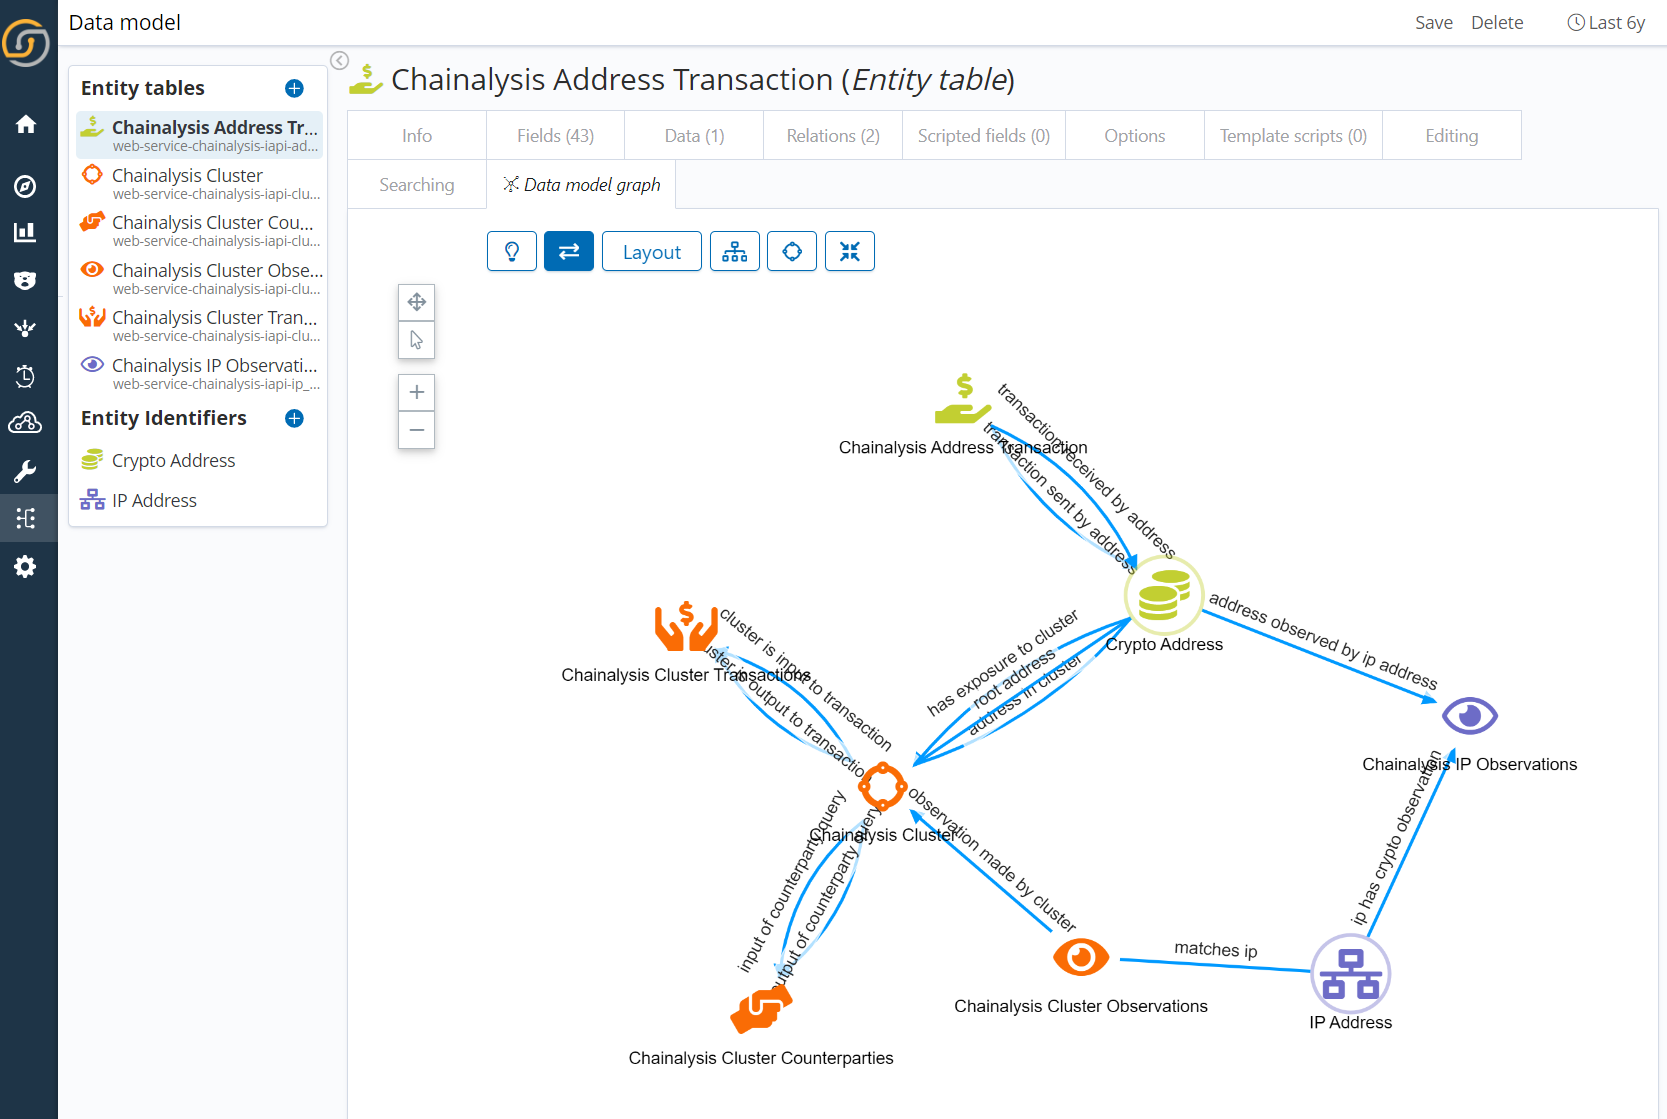 Data model
Save Delete Last 6y
Entity tables
Chainalysis Address Tr...
web-service-chainalysis-iapi-ad...
Chainalysis Cluster
web-service-chainalysis-iapi-clu...
Chainalysis Cluster Cou...
web-service-chainalysis-iapi-clu...
Chainalysis Cluster Obse...
web-service-chainalysis-iapi-clu...
Chainalysis Cluster Tran...
web-service-chainalysis-iapi-clu...
Chainalysis IP Observati...
web-service-chainalysis-iapi-ip_...
Entity Identifiers
Crypto Address
IP Address
Chainalysis Address Transaction (Entity table)
Info Fields (43) Data (1) Relations (2) Scripted fields (0) Options Template scripts (0) Editing
Searching Data model graph
Layout
transaction received by address
Chainalysis Address Transaction
transaction sent by address
Crypto Address
address observed by ip address
cluster is input to transaction
Chainalysis Cluster Transactions
uster is output to transaction
has exposure to cluster
root address
address in cluster
Chainalysis IP Observations
ip has crypto observation
Chainalysis Cluster
observation made by cluster
input of counterparty query
output of counterparty query
matches ip
Chainalysis Cluster Observations
IP Address
Chainalysis Cluster Counterparties